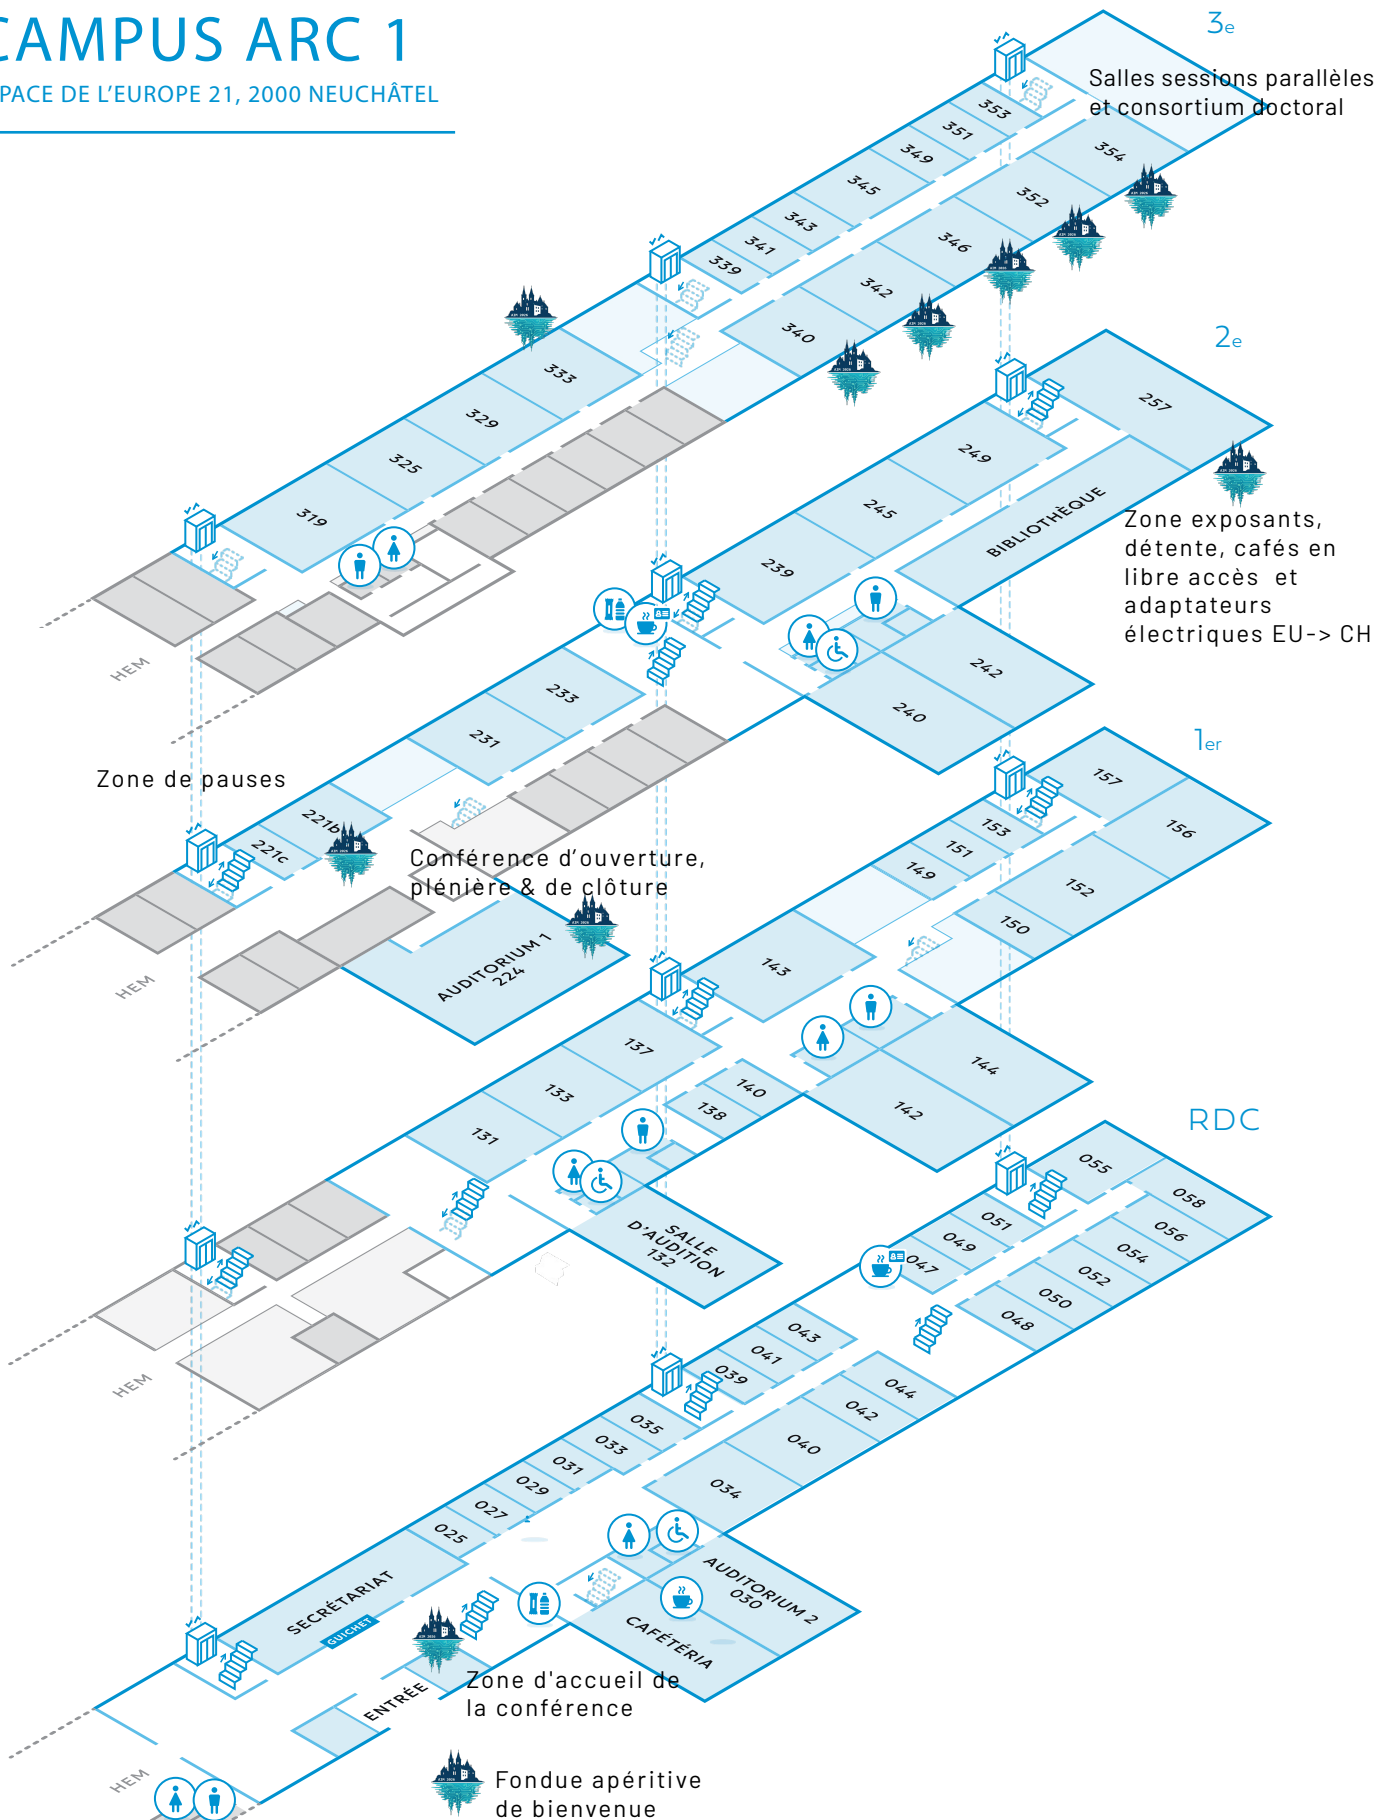 CAMPUS ARC 1
PACE DE L'EUROPE 21, 2000 NEUCHÂTEL
3e
Salles sessions parallèles
et consortium doctoral
353
351
349
345
343
341
339
354
352
346
342
340
333
329
325
319
HEM
2e
257
249
245
239
BIBLIOTHÈQUE
Zone exposants,
détente, cafés en
libre accès et
adaptateurs
électriques EU-> CH
242
240
233
231
Zone de pauses
221b
221c
HEM
Conférence d'ouverture,
plénière & de clôture
AUDITORIUM 1
224
1er
157
156
153
151
149
152
150
143
144
142
137
133
131
140
138
SALLE
D'AUDITION
132
HEM
RDC
055
058
056
054
052
050
048
051
049
047
043
041
039
044
042
040
034
035
033
031
029
027
025
SECRÉTARIAT
GUICHET
AUDITORIUM 2
030
CAFÉTÉRIA
ENTRÉE
Zone d'accueil de
la conférence
HEM
Fondue apéritive
de bienvenue